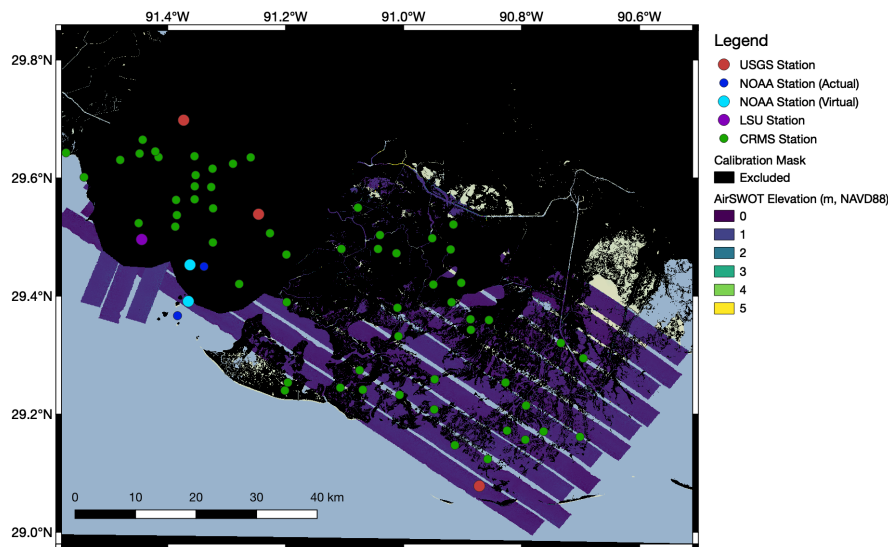 91.4°W 91.2°W 91.0°W 90.8°W 90.6°W
29.8°N
29.6°N
29.4°N
29.2°N
29.0°N
0 10 20 30 40 km
Legend
USGS Station
NOAA Station (Actual)
NOAA Station (Virtual)
LSU Station
CRMS Station
Calibration Mask
Excluded
AirSWOT Elevation (m, NAVD88)
0
1
2
3
4
5